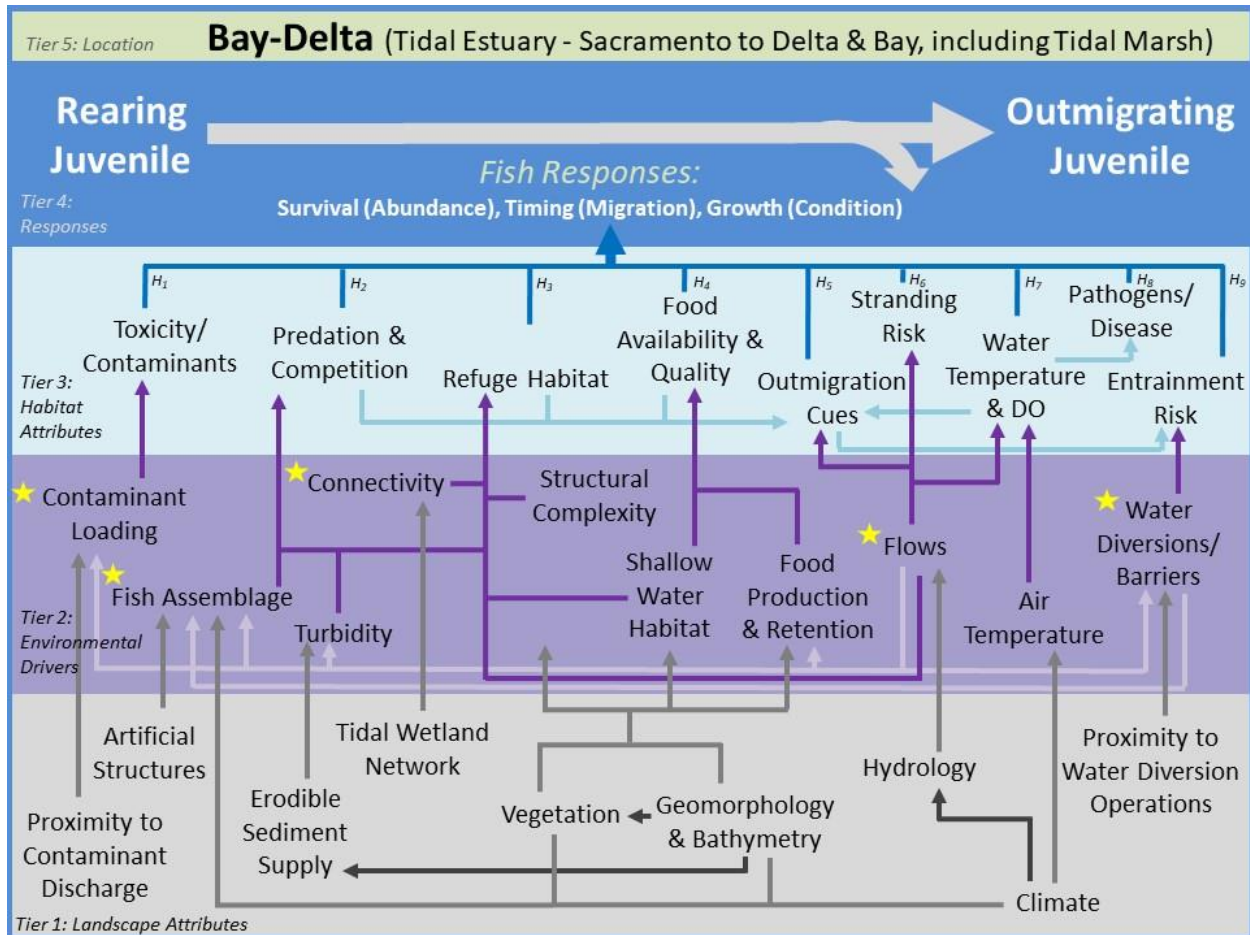 Tier 5: Location
Bay-Delta (Tidal Estuary - Sacramento to Delta & Bay, including Tidal Marsh)
Rearing
Juvenile
Outmigrating
Juvenile
Fish Responses:
Tier 4:
Responses
Survival (Abundance), Timing (Migration), Growth (Condition)
H1
H2
H3
H4
H5
H6
H7
H8
H9
Toxicity/
Contaminants
Predation &
Competition
Refuge Habitat
Food
Availability &
Quality
Outmigration
Cues
Stranding
Risk
Water
Temperature
& DO
Pathogens/
Disease
Entrainment
Risk
Tier 3:
Habitat
Attributes
Contaminant
Loading
Fish Assemblage
Turbidity
Connectivity
Structural
Complexity
Shallow
Water
Habitat
Food
Production
& Retention
Flows
Air
Temperature
Water
Diversions/
Barriers
Tier 2:
Environmental
Drivers
Proximity to
Contaminant
Discharge
Artificial
Structures
Erodible
Sediment
Supply
Tidal Wetland
Network
Vegetation
Geomorphology
& Bathymetry
Hydrology
Climate
Proximity to
Water Diversion
Operations
Tier 1: Landscape Attributes